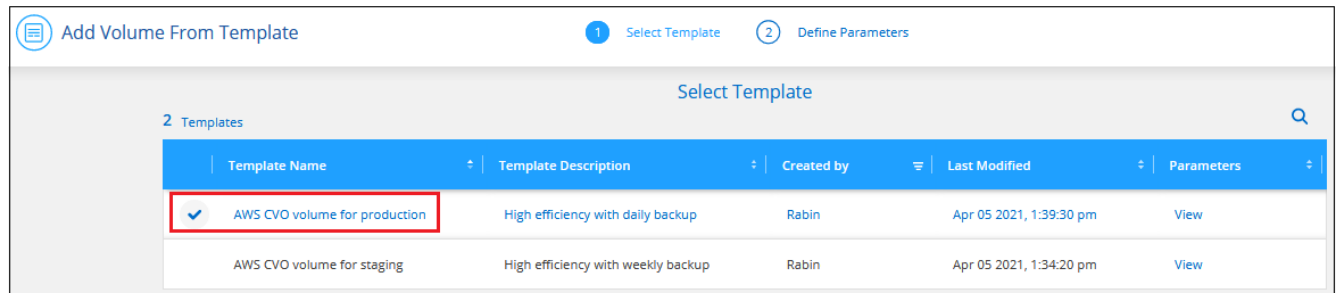 Add Volume From Template 1 Select Template 2 Define Parameters
Select Template
2 Templates
Template Name Template Description Created by Last Modified Parameters
AWS CVO volume for production High efficiency with daily backup Rabin Apr 05 2021, 1:39:30 pm View
AWS CVO volume for staging High efficiency with weekly backup Rabin Apr 05 2021, 1:34:20 pm View